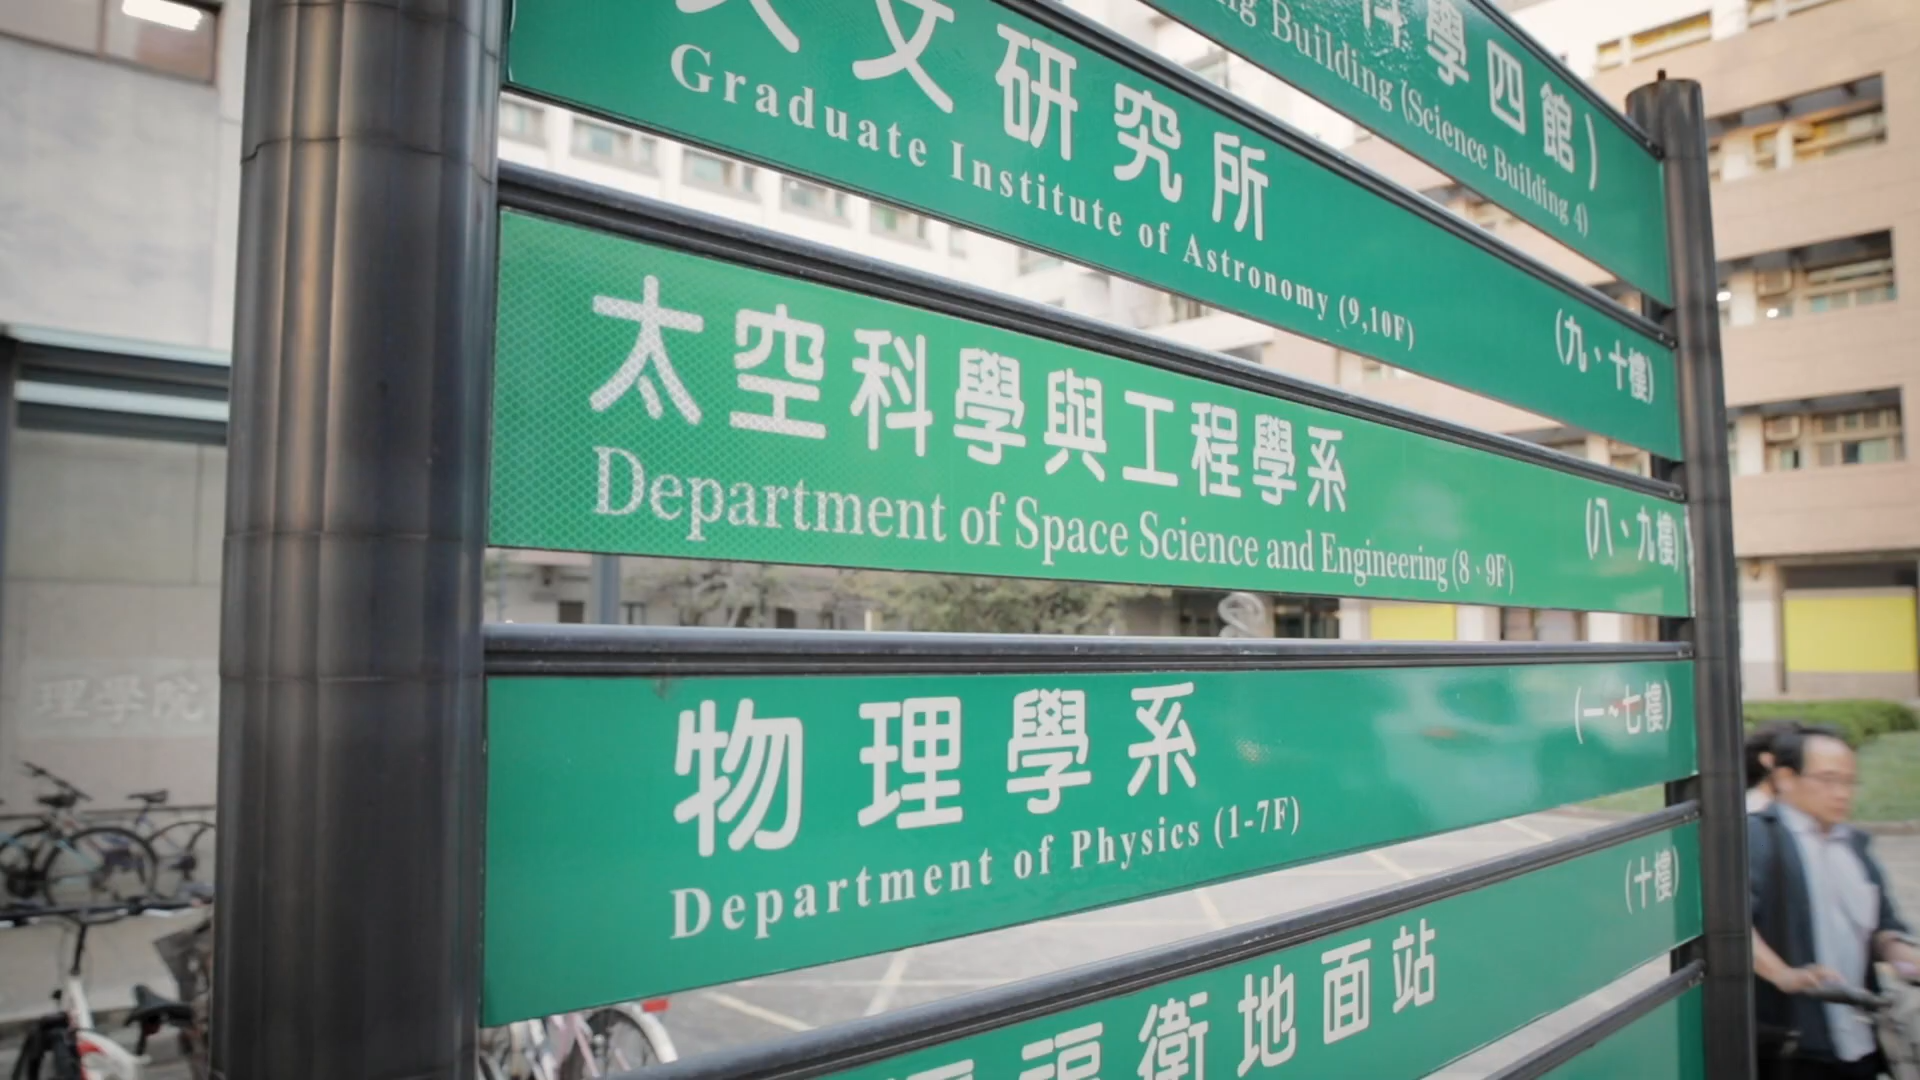 學四館)
Building (Science Building 4)
文研究所
Graduate Institute of Astronomy (9,10F)
(九、十樓)
太空科學與工程學系
Department of Space Science and Engineering (8、9F)
(八、九樓)
物理學系
Department of Physics (1-7F)
(一~七樓)
(十樓)
福衛地面站
理學院